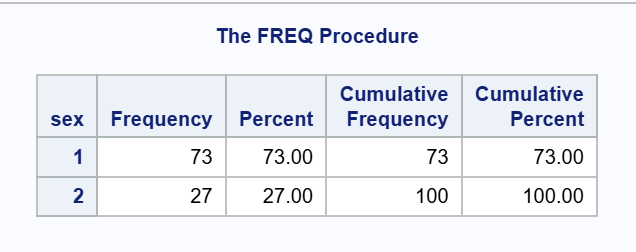 The FREQ Procedure
Cumulative Cumulative
sex Frequency Percent Frequency Percent
1 73 73.00 73 73.00
2 27 27.00 100 100.00